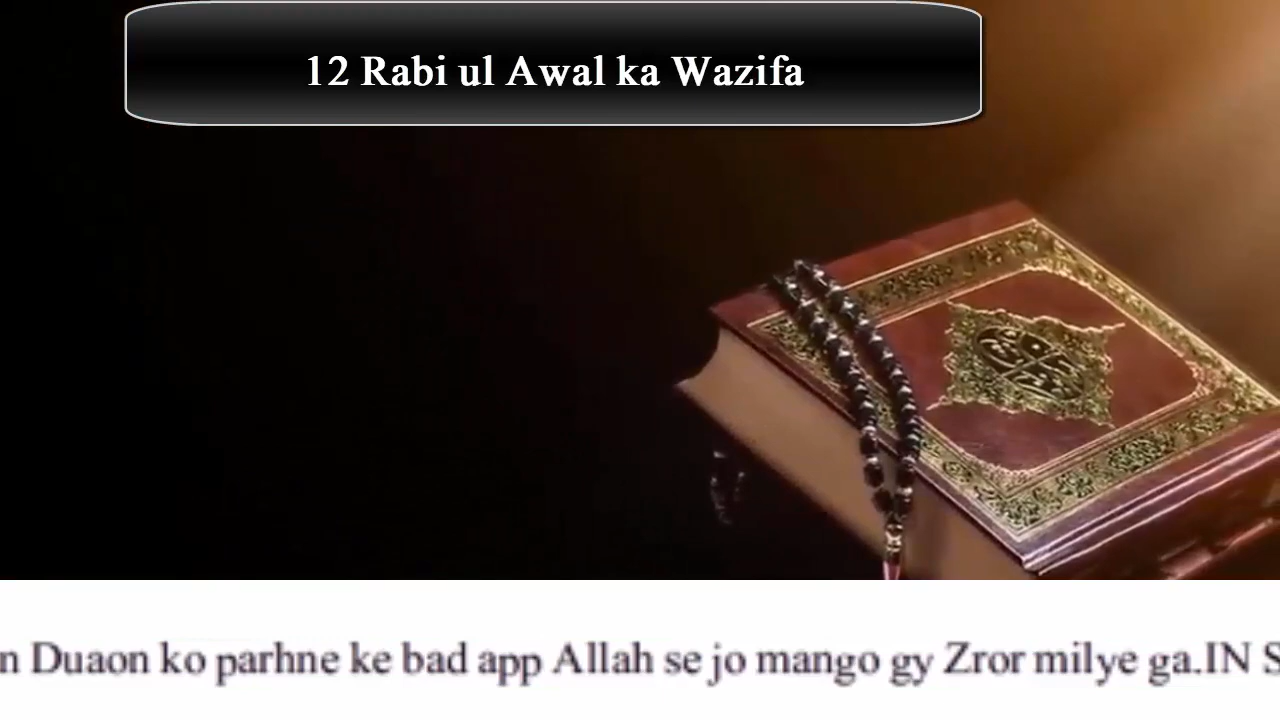 12 Rabi ul Awal ka Wazifa
n Duaon ko parhne ke bad app Allah se jo mango gy Zror milye ga.IN S